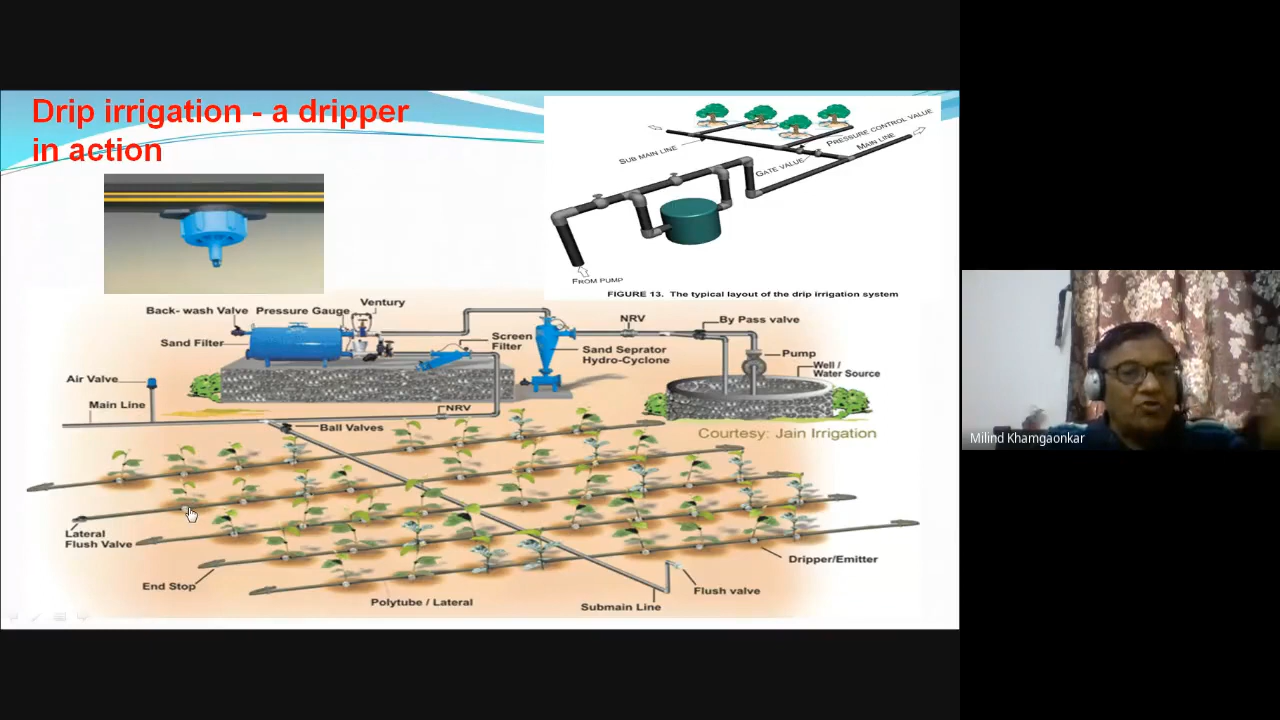 Drip irrigation - a dripper
in action
SUB MAIN LINE
PRESSURE CONTROL VALUE
MAIN LINE
GATE VALUE
FROM PUMP
FIGURE 13. The typical layout of the drip irrigation system
Back- wash Valve
Pressure Gauge
Ventury
Sand Filter
Screen
Filter
Sand Seprator
Hydro-Cyclone
NRV
By Pass valve
Pump
Well /
Water Source
Air Valve
Main Line
NRV
Ball Valves
Courtesy: Jain Irrigation
Lateral
Flush Valve
End Stop
Polytube / Lateral
Submain Line
Flush valve
Dripper/Emitter
Milind Khamgaonkar